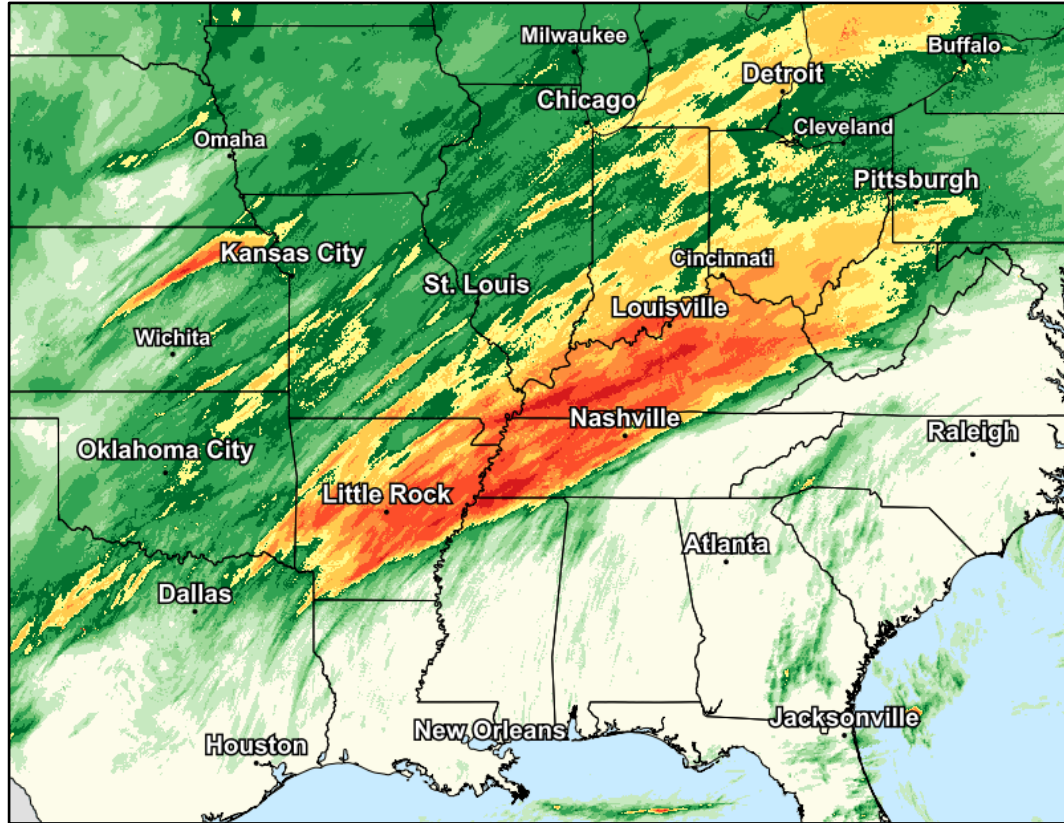 Milwaukee
Buffalo
Detroit
Chicago
Cleveland
Omaha
Pittsburgh
Kansas City
Cincinnati
St. Louis
Louisville
Wichita
Nashville
Raleigh
Oklahoma City
Little Rock
Atlanta
Dallas
Jacksonville
New Orleans
Houston